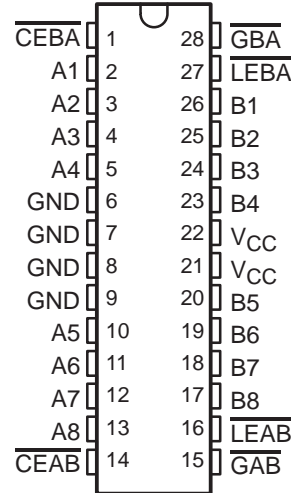 CEBA 1 28 GBA
A1 2 27 LEBA
A2 3 26 B1
A3 4 25 B2
A4 5 24 B3
GND 6 23 B4
GND 7 22 VCC
GND 8 21 VCC
GND 9 20 B5
A5 10 19 B6
A6 11 18 B7
A7 12 17 B8
A8 13 16 LEAB
CEAB 14 15 GAB